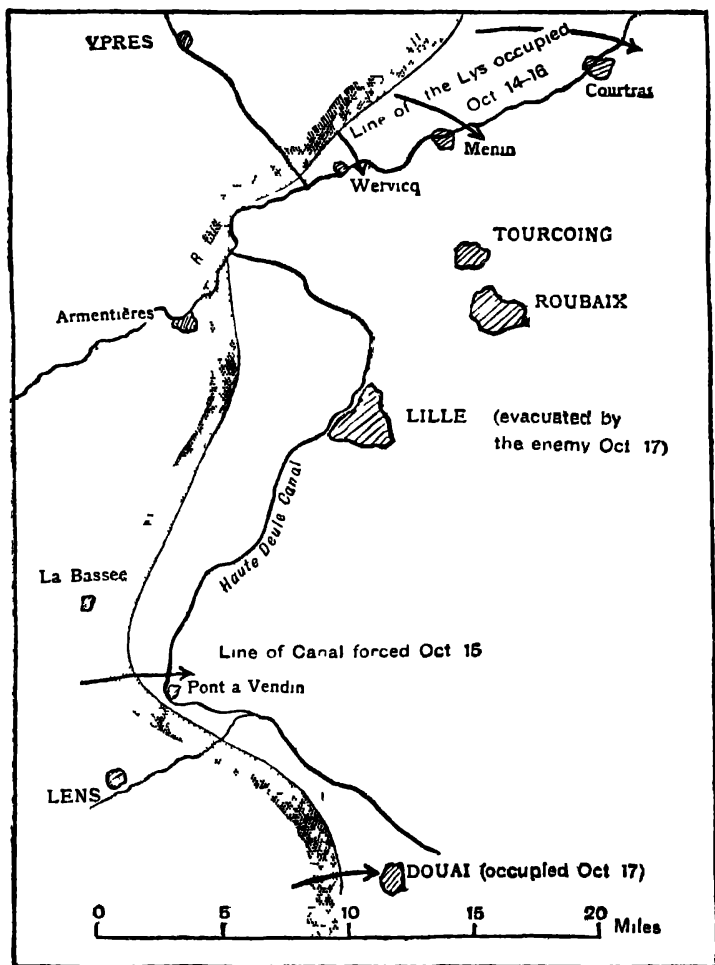 YPRES
Line of the Lys occupied
Oct 14-16
Courtrai
Menin
Wervicq
TOURCOING
ROUBAIX
R
Armentières
LILLE (evacuated by
the enemy Oct 17)
Haute Deule Canal
La Bassee
Line of Canal forced Oct 15
Pont a Vendin
LENS
DOUAI (occupied Oct 17)
0 5 10 15 20 Miles